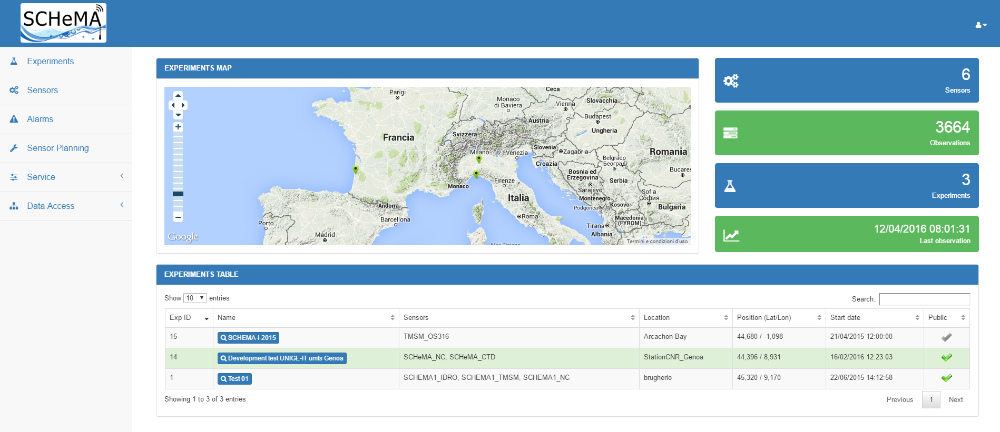 SCHeMA
Experiments
Sensors
Alarms
Sensor Planning
Service
Data Access
EXPERIMENTS MAP
Parigi
Ceca
Monaco
di Baviera
Slovacchia
Vienna
Budapest
Austria
Ungheria
Francia
Svizzera
Slovenia
Zagabria
Milano
Venezia
Romania
Croazia
Belgrado
Београд
Bosnia ed
Erzegovina
Bucares
Monaco
Firenze
Serbia
Sarajevo
Sofia
София
Italia
Montenegro
Kosovo
Andorra
Podgorica
Bulgaria
Barcellona
Roma
Macedonia
(FYROM)
Porto
Tirana
Madrid
Albania
Google
Mar Tirreno
Termini e condizioni d'uso
6
Sensors
3664
Observations
3
Experiments
12/04/2016 08:01:31
Last observation
EXPERIMENTS TABLE
Show 10 entries
Search:
Exp ID Name Sensors Location Position (Lat/Lon) Start date Public
15 SCHEMA-I-2015 TMSM_OS316 Arcachon Bay 44,680 / -1,098 21/04/2015 12:00:00
14 Development test UNIGE-IT umts Genoa SCHeMA_NC, SCHeMA_CTD StationCNR_Genoa 44,396 / 8,931 16/02/2016 12:23:03
1 Test 01 SCHEMA1_IDRO, SCHEMA1_TMSM, SCHEMA1_NC brugherio 45,320 / 9,170 22/06/2015 14:12:58
Showing 1 to 3 of 3 entries
Previous 1 Next